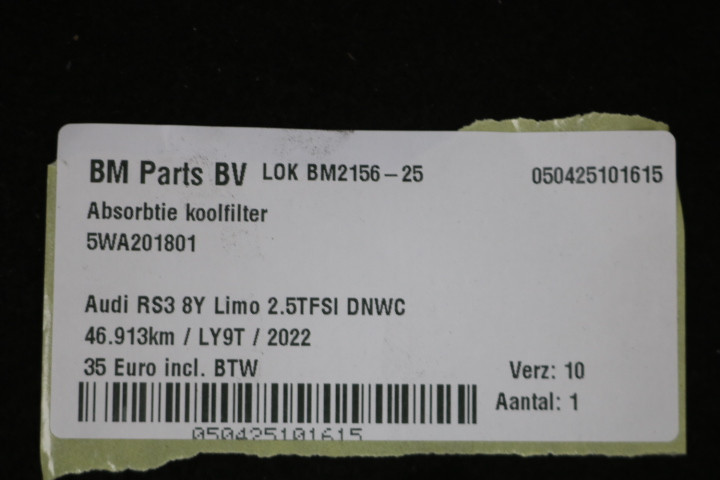 BM Parts BV LOK BM2156-25 050425101615
Absorbtie koolfilter
5WA201801
Audi RS3 8Y Limo 2.5TFSI DNWC
46.913km / LY9T / 2022
35 Euro incl. BTW Verz: 10
Aantal: 1
050425101615